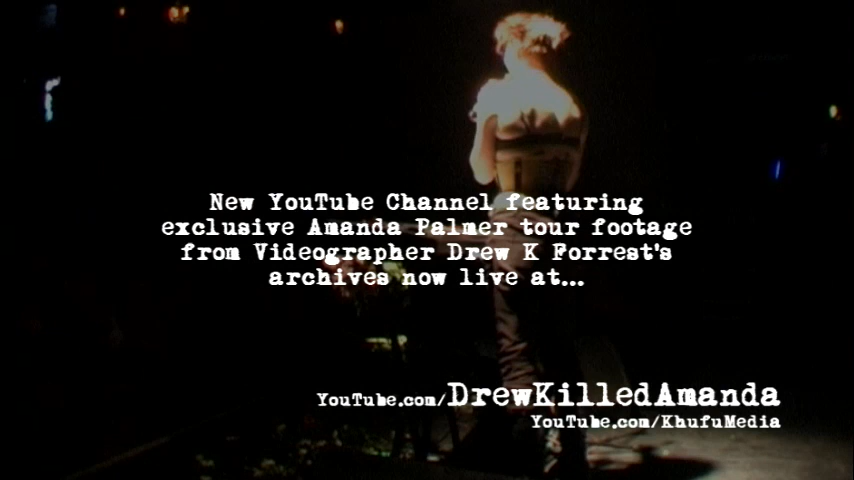 New YouTube Channel featuring
exclusive Amanda Palmer tour footage
from Videographer Drew K Forrest's
archives now live at...
YouTube.com/DrewKilledAmanda
YouTube.com/KhufuMedia